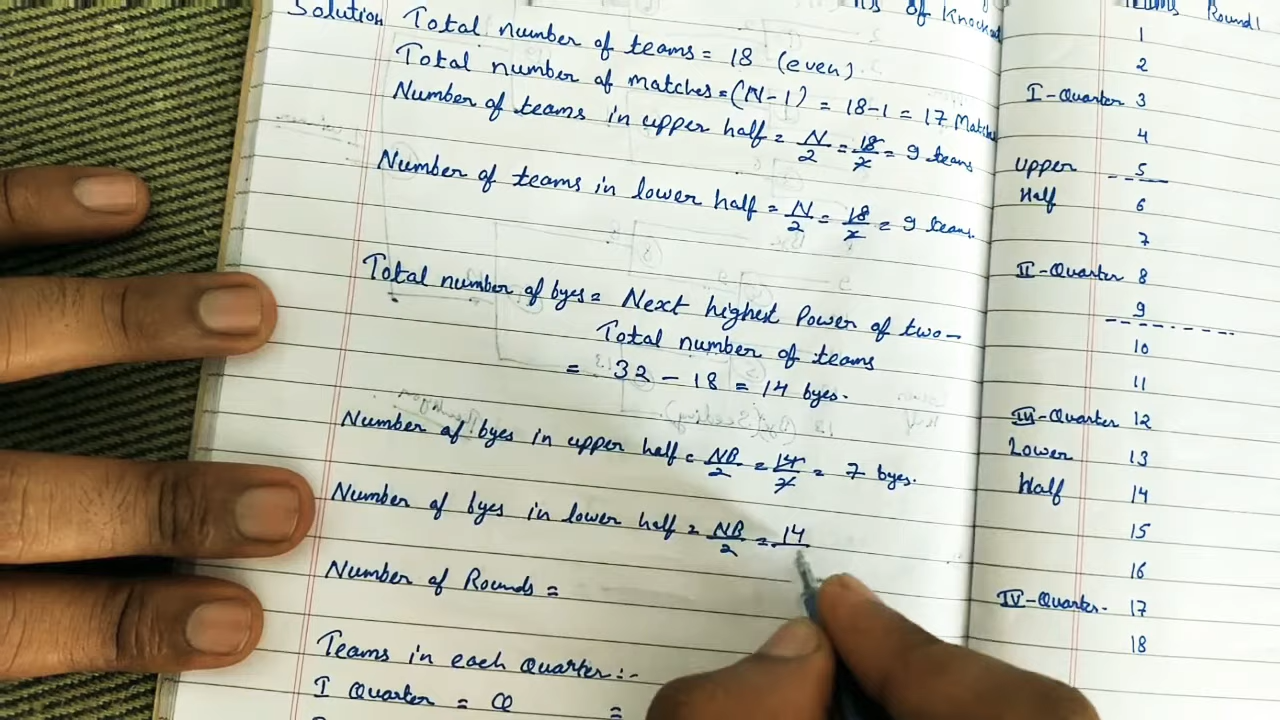 of Knock
Solution Total number of teams = 18 (even)
Total number of matches = (N-1) = 18-1 = 17 Matches
Number of teams in upper half = N/2 = 18/2 = 9 teams
Number of teams in lower half = N/2 = 18/2 = 9 teams.
Total number of byes = Next highest Power of two -
Total number of teams
= 32 - 18 = 14 byes.
Number of byes in upper half = NB/2 = 14/2 = 7 byes.
Number of byes in lower half = NB/2 = 14
Number of Rounds =
Teams in each quarter:-
I Quarter = Q =
Round 1
1
2
I-Quarter 3
4
upper 5
Half 6
7
II-Quarter 8
9
10
11
III-Quarter 12
Lower 13
Half 14
15
16
IV-Quarter. 17
18